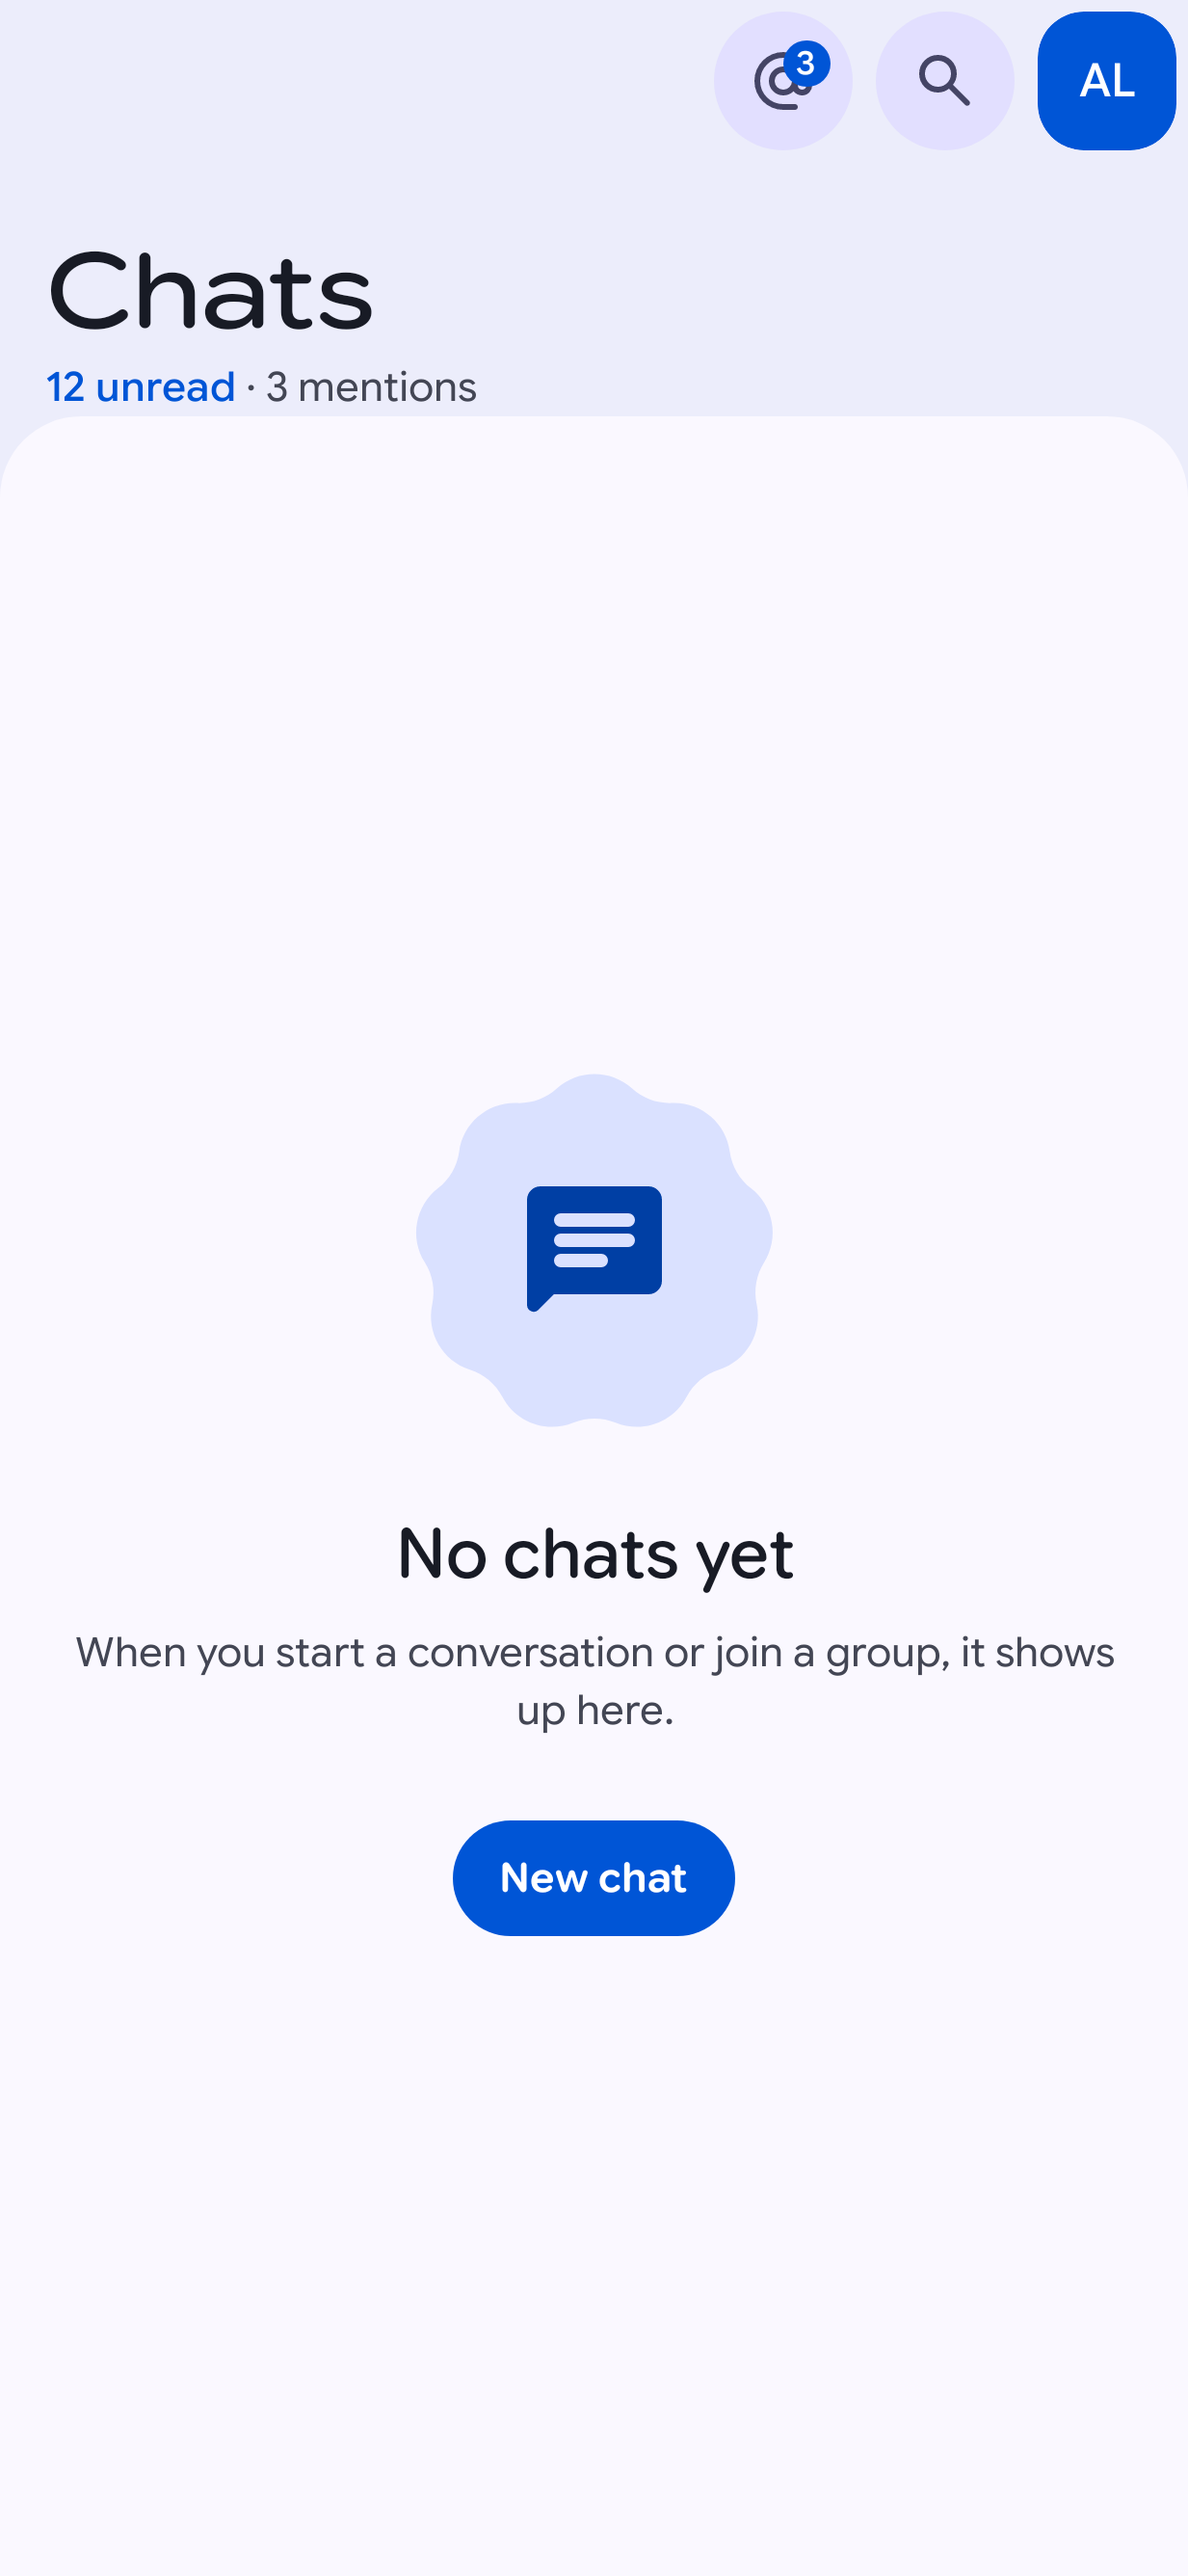 3
AL
Chats
12 unread · 3 mentions
No chats yet
When you start a conversation or join a group, it shows
up here.
New chat